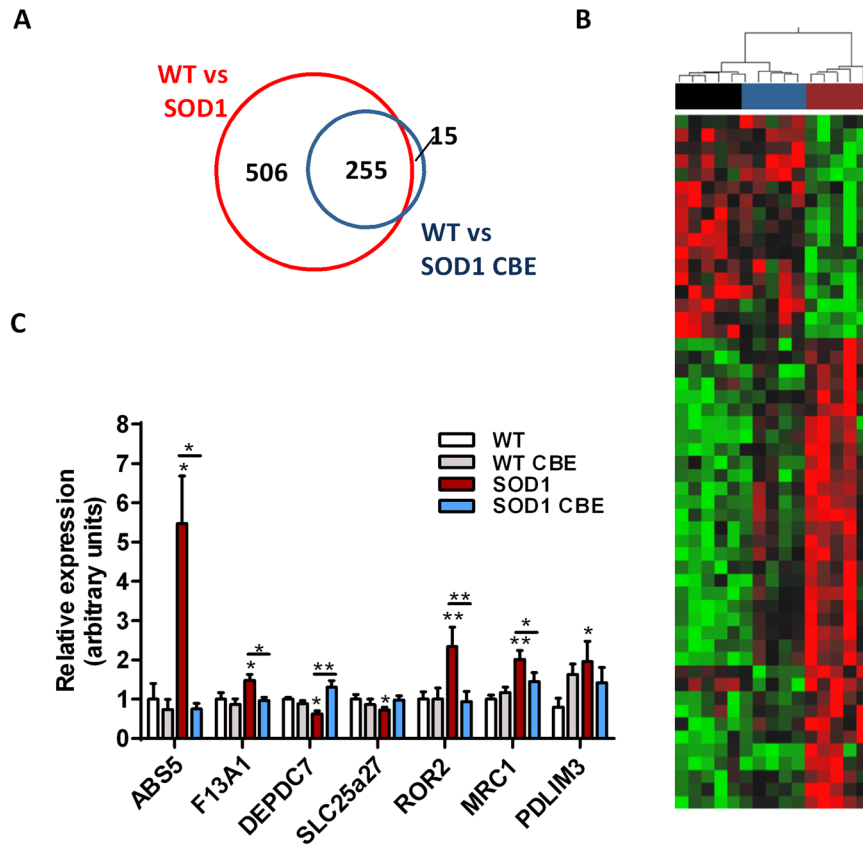 A
B
WT vs
SOD1
506
255
15
WT vs
SOD1 CBE
C
Relative expression
(arbitrary units)
8
7
6
5
4
3
2
1
0
WT
WT CBE
SOD1
SOD1 CBE
*
*
*
*
*
**
*
**
**
*
**
*
ABS5
F13A1
DEPDC7
SLC25a27
ROR2
MRC1
PDLIM3